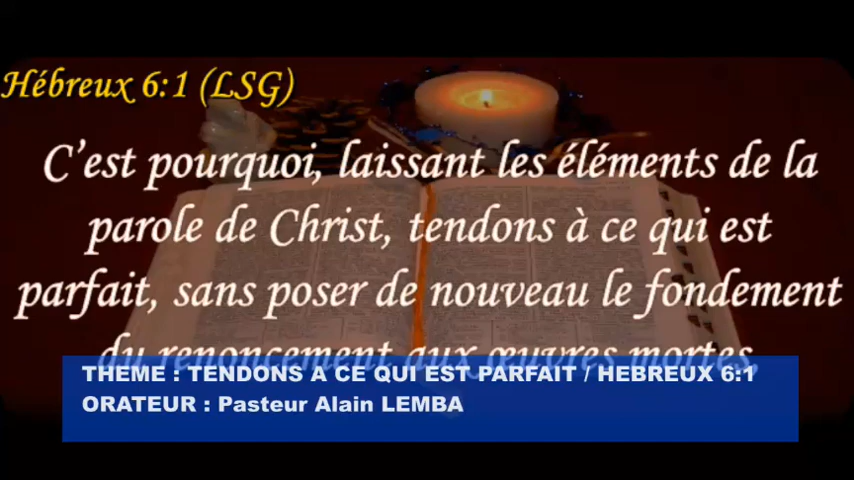 Hébreux 6:1 (LSG)
C'est pourquoi, laissant les éléments de la
parole de Christ, tendons à ce qui est
parfait, sans poser de nouveau le fondement
du renoncement aux œuvres mortes,
THEME : TENDONS A CE QUI EST PARFAIT / HEBREUX 6:1
ORATEUR : Pasteur Alain LEMBA